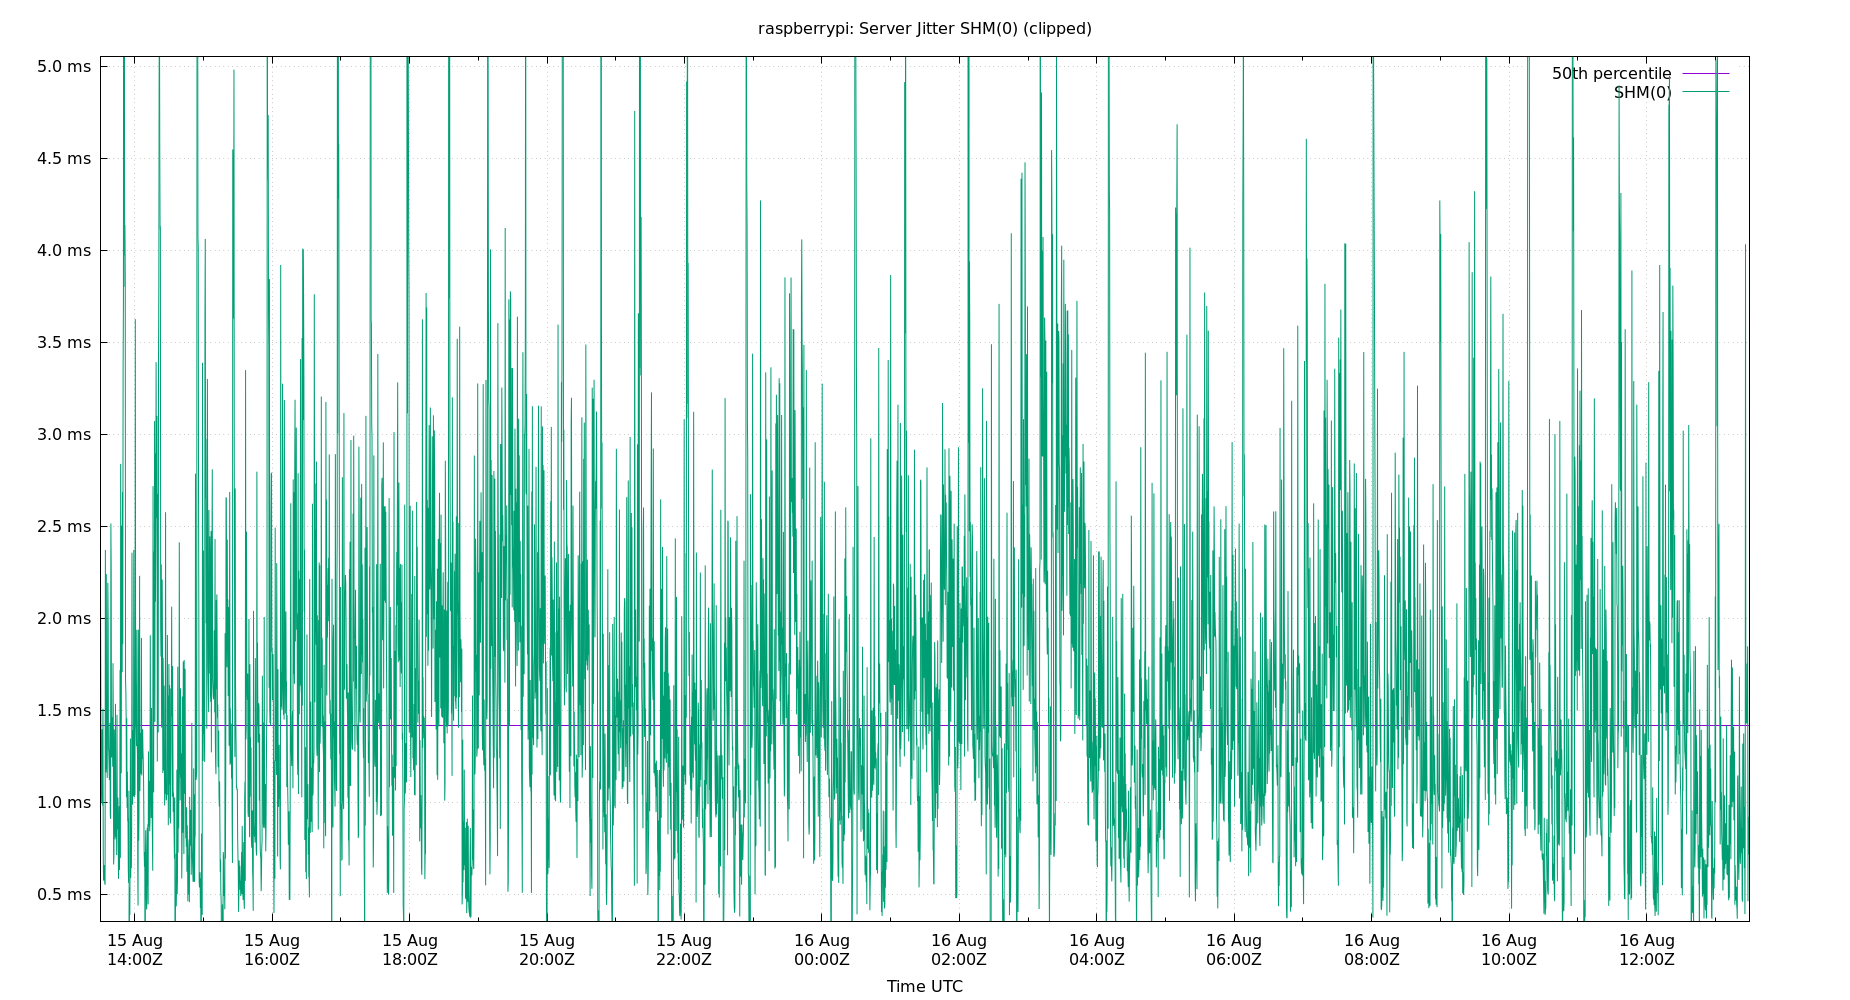 raspberrypi: Server Jitter SHM(0) (clipped)
5.0 ms
50th percentile
SHM(0)
4.5 ms
4.0 ms
3.5 ms
3.0 ms
2.5 ms
2.0 ms
1.5 ms
1.0 ms
0.5 ms
15 Aug 15 Aug 15 Aug 15 Aug 15 Aug 16 Aug 16 Aug 16 Aug 16 Aug 16 Aug 16 Aug 16 Aug
14:00Z 16:00Z 18:00Z 20:00Z 22:00Z 00:00Z 02:00Z 04:00Z 06:00Z 08:00Z 10:00Z 12:00Z
Time UTC